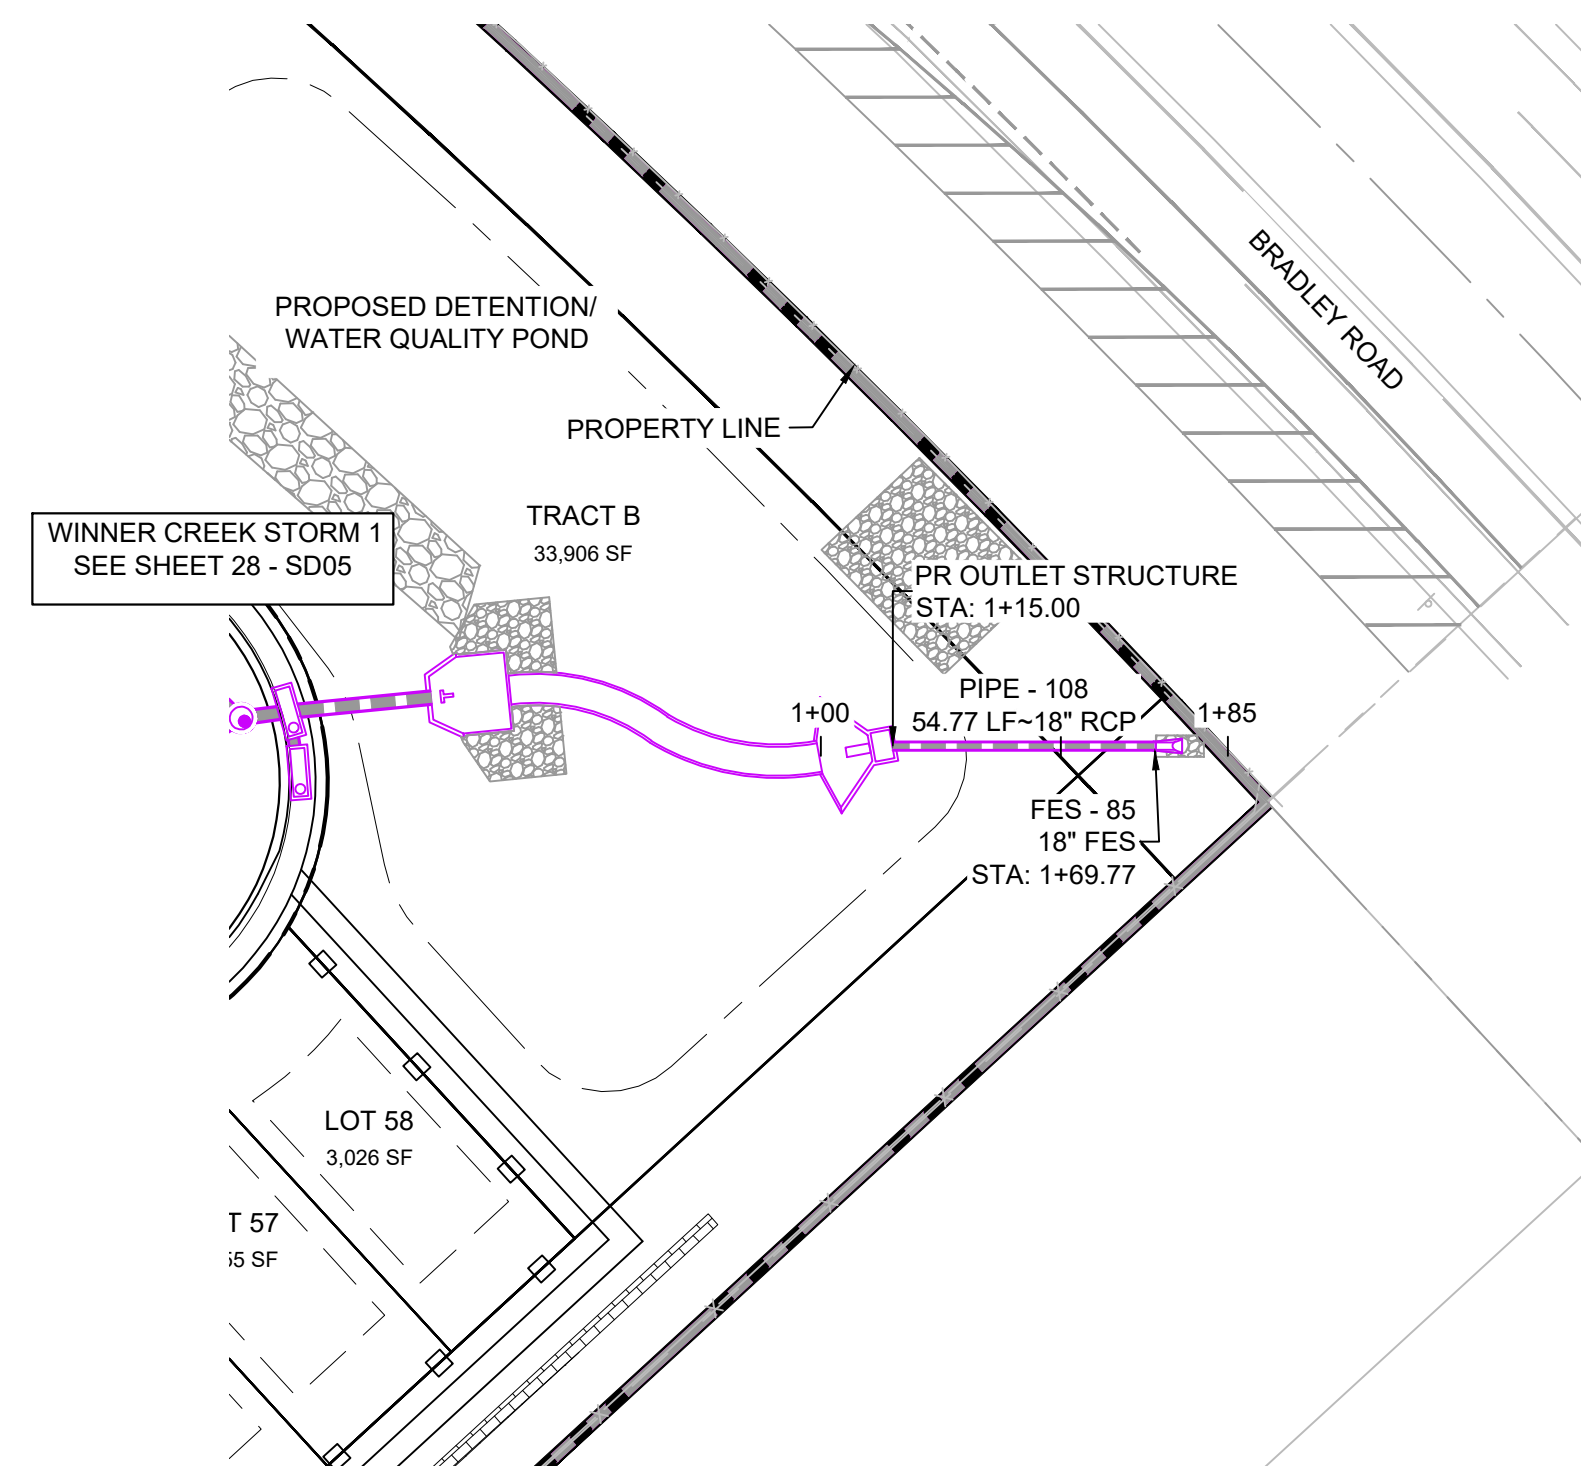 BRADLEY ROAD
PROPOSED DETENTION/
WATER QUALITY POND
PROPERTY LINE
TRACT B
33,906 SF
WINNER CREEK STORM 1
SEE SHEET 28 - SD05
PR OUTLET STRUCTURE
STA: 1+15.00
PIPE - 108
54.77 LF~18" RCP
1+00
1+85
FES - 85
18" FES
STA: 1+69.77
LOT 58
3,026 SF
T 57
55 SF